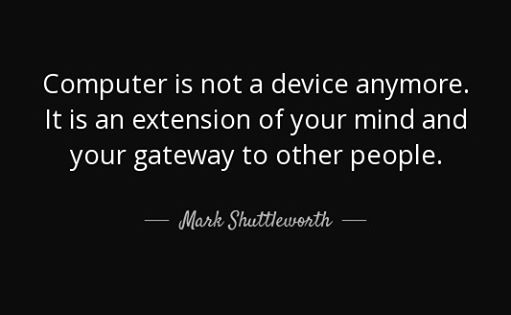 Computer is not a device anymore.
It is an extension of your mind and
your gateway to other people.
Mark Shuttleworth